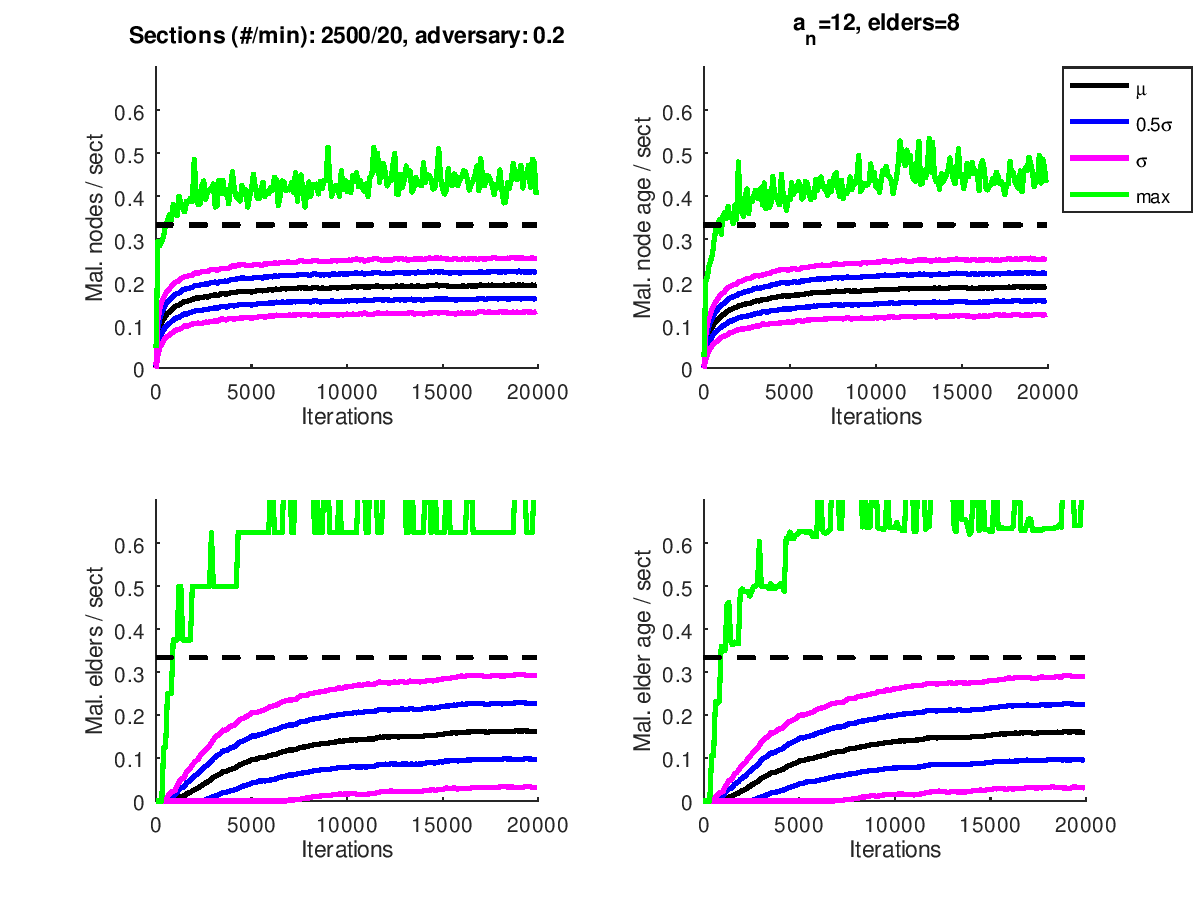 Sections (#/min): 2500/20, adversary: 0.2
a_n=12, elders=8
Mal. nodes / sect
0.6
0.5
0.4
0.3
0.2
0.1
0
0 5000 10000 15000 20000
Iterations
Mal. node age / sect
0.6
0.5
0.4
0.3
0.2
0.1
0
0 5000 10000 15000 20000
Iterations
μ
0.5σ
σ
max
Mal. elders / sect
0.6
0.5
0.4
0.3
0.2
0.1
0
0 5000 10000 15000 20000
Iterations
Mal. elder age / sect
0.6
0.5
0.4
0.3
0.2
0.1
0
0 5000 10000 15000 20000
Iterations